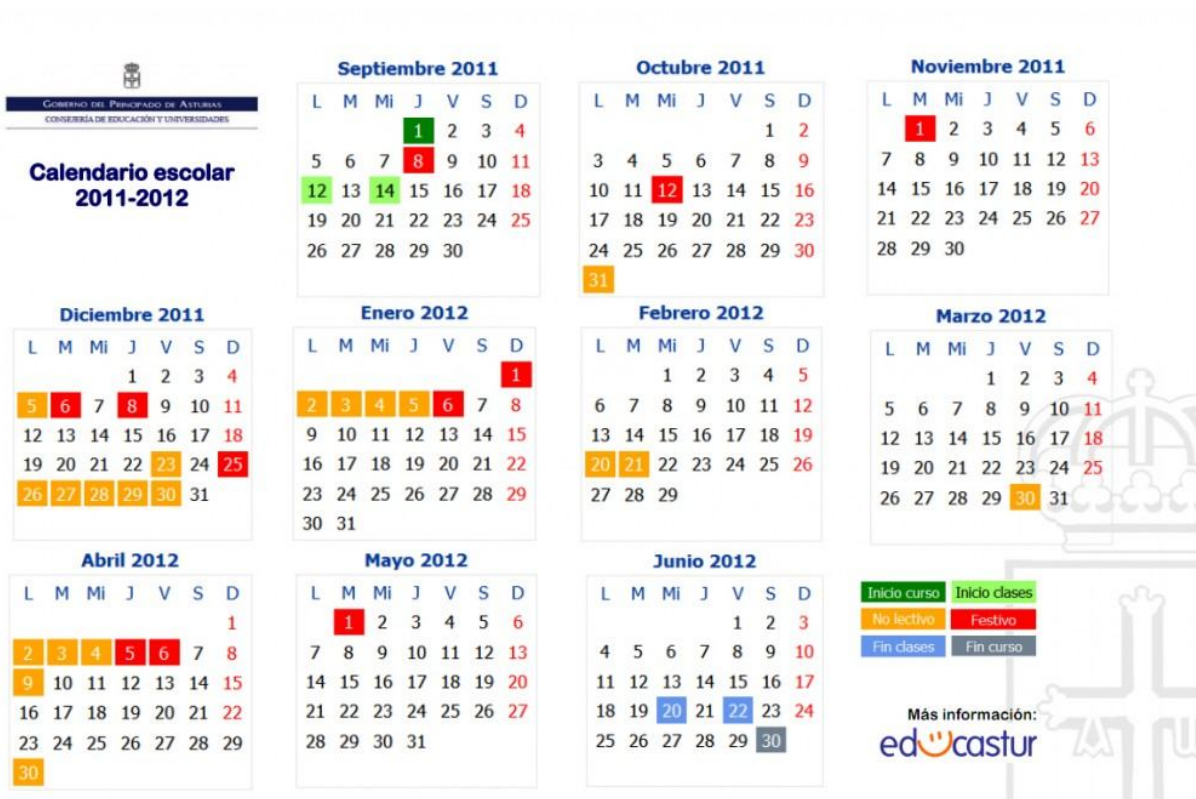 GOBIERNO DEL PRINCIPADO DE ASTURIAS
CONSEJERÍA DE EDUCACIÓN Y UNIVERSIDADES
Calendario escolar
2011-2012
Septiembre 2011
L M Mi J V S D
1 2 3 4
5 6 7 8 9 10 11
12 13 14 15 16 17 18
19 20 21 22 23 24 25
26 27 28 29 30
Octubre 2011
L M Mi J V S D
1 2
3 4 5 6 7 8 9
10 11 12 13 14 15 16
17 18 19 20 21 22 23
24 25 26 27 28 29 30
31
Noviembre 2011
L M Mi J V S D
1 2 3 4 5 6
7 8 9 10 11 12 13
14 15 16 17 18 19 20
21 22 23 24 25 26 27
28 29 30
Diciembre 2011
L M Mi J V S D
1 2 3 4
5 6 7 8 9 10 11
12 13 14 15 16 17 18
19 20 21 22 23 24 25
26 27 28 29 30 31
Enero 2012
L M Mi J V S D
1
2 3 4 5 6 7 8
9 10 11 12 13 14 15
16 17 18 19 20 21 22
23 24 25 26 27 28 29
30 31
Febrero 2012
L M Mi J V S D
1 2 3 4 5
6 7 8 9 10 11 12
13 14 15 16 17 18 19
20 21 22 23 24 25 26
27 28 29
Marzo 2012
L M Mi J V S D
1 2 3 4
5 6 7 8 9 10 11
12 13 14 15 16 17 18
19 20 21 22 23 24 25
26 27 28 29 30 31
Abril 2012
L M Mi J V S D
1
2 3 4 5 6 7 8
9 10 11 12 13 14 15
16 17 18 19 20 21 22
23 24 25 26 27 28 29
30
Mayo 2012
L M Mi J V S D
1 2 3 4 5 6
7 8 9 10 11 12 13
14 15 16 17 18 19 20
21 22 23 24 25 26 27
28 29 30 31
Junio 2012
L M Mi J V S D
1 2 3
4 5 6 7 8 9 10
11 12 13 14 15 16 17
18 19 20 21 22 23 24
25 26 27 28 29 30
Inicio curso Inicio clases
No lectivo Festivo
Fin clases Fin curso
Más información:
educastur